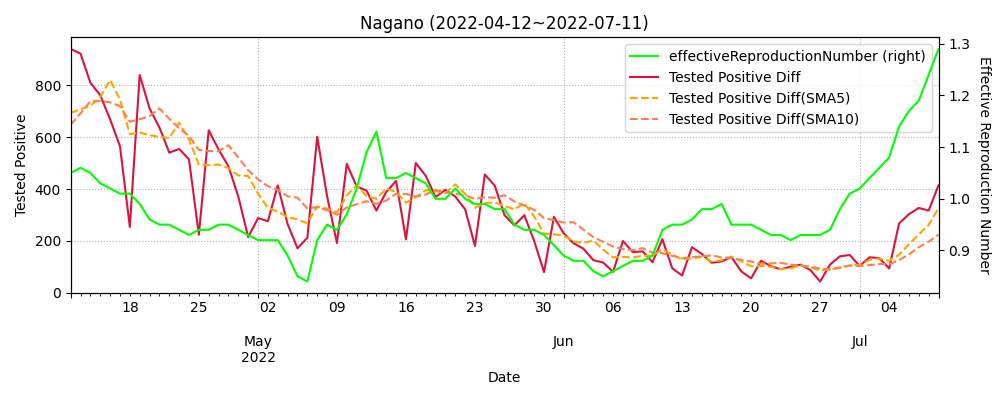 Nagano (2022-04-12~2022-07-11)
effectiveReproductionNumber (right)
Tested Positive Diff
Tested Positive Diff(SMA5)
Tested Positive Diff(SMA10)
Tested Positive
800
600
400
200
0
1.3
1.2
1.1
1.0
0.9
Effective Reproduction Number
18 25 02 09 16 23 30 06 13 20 27 04
May Jun Jul
2022
Date